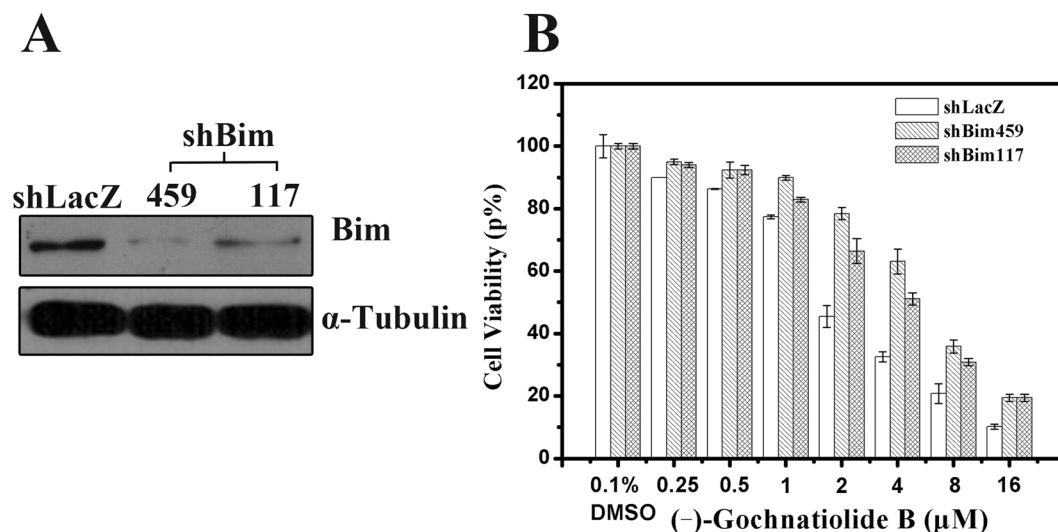 A
shBim
shLacZ 459 117
Bim
α-Tubulin
B
120
100
80
60
40
20
0
Cell Viability (p%)
shLacZ
shBim459
shBim117
0.1% 0.25 0.5 1 2 4 8 16
DMSO (−)-Gochnatiolide B (μM)